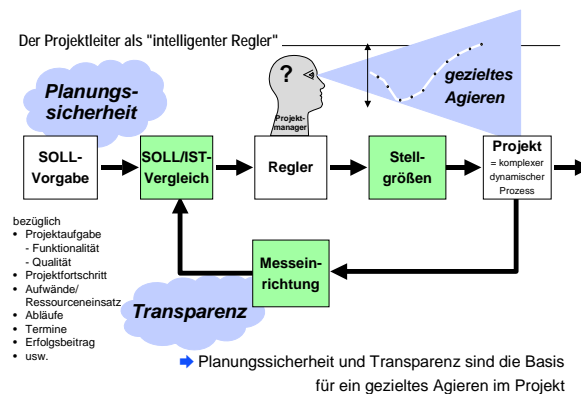 Der Projektleiter als "intelligenter Regler"
?
Projekt-
manager
gezieltes
Agieren
Planungs-
sicherheit
SOLL-
Vorgabe
SOLL/IST-
Vergleich
Regler
Stell-
größen
Projekt
= komplexer
dynamischer
Prozess
Messein-
richtung
Transparenz
bezüglich
• Projektaufgabe
- Funktionalität
- Qualität
• Projektfortschritt
• Aufwände/
Ressourceneinsatz
• Abläufe
• Termine
• Erfolgsbeitrag
• usw.
Planungssicherheit und Transparenz sind die Basis
für ein gezieltes Agieren im Projekt